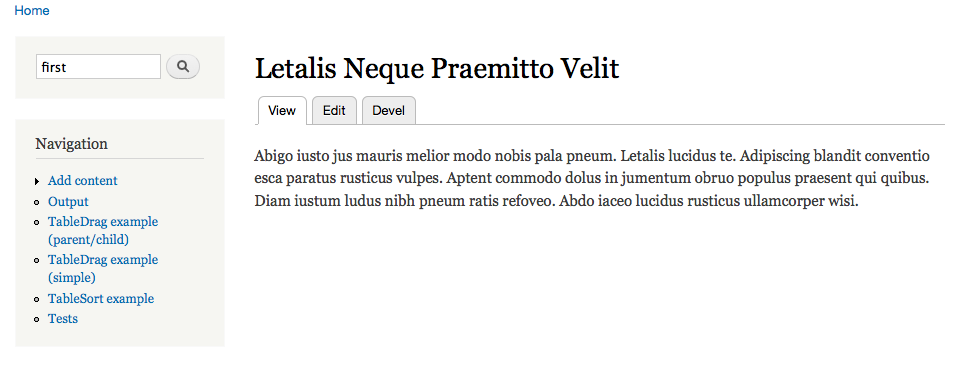 Home
first
Navigation
Add content
Output
TableDrag example
(parent/child)
TableDrag example
(simple)
TableSort example
Tests
Letalis Neque Praemitto Velit
View Edit Devel
Abigo iusto jus mauris melior modo nobis pala pneum. Letalis lucidus te. Adipiscing blandit conventio
esca paratus rusticus vulpes. Aptent commodo dolus in jumentum obruo populus praesent qui quibus.
Diam iustum ludus nibh pneum ratis refoveo. Abdo iaceo lucidus rusticus ullamcorper wisi.